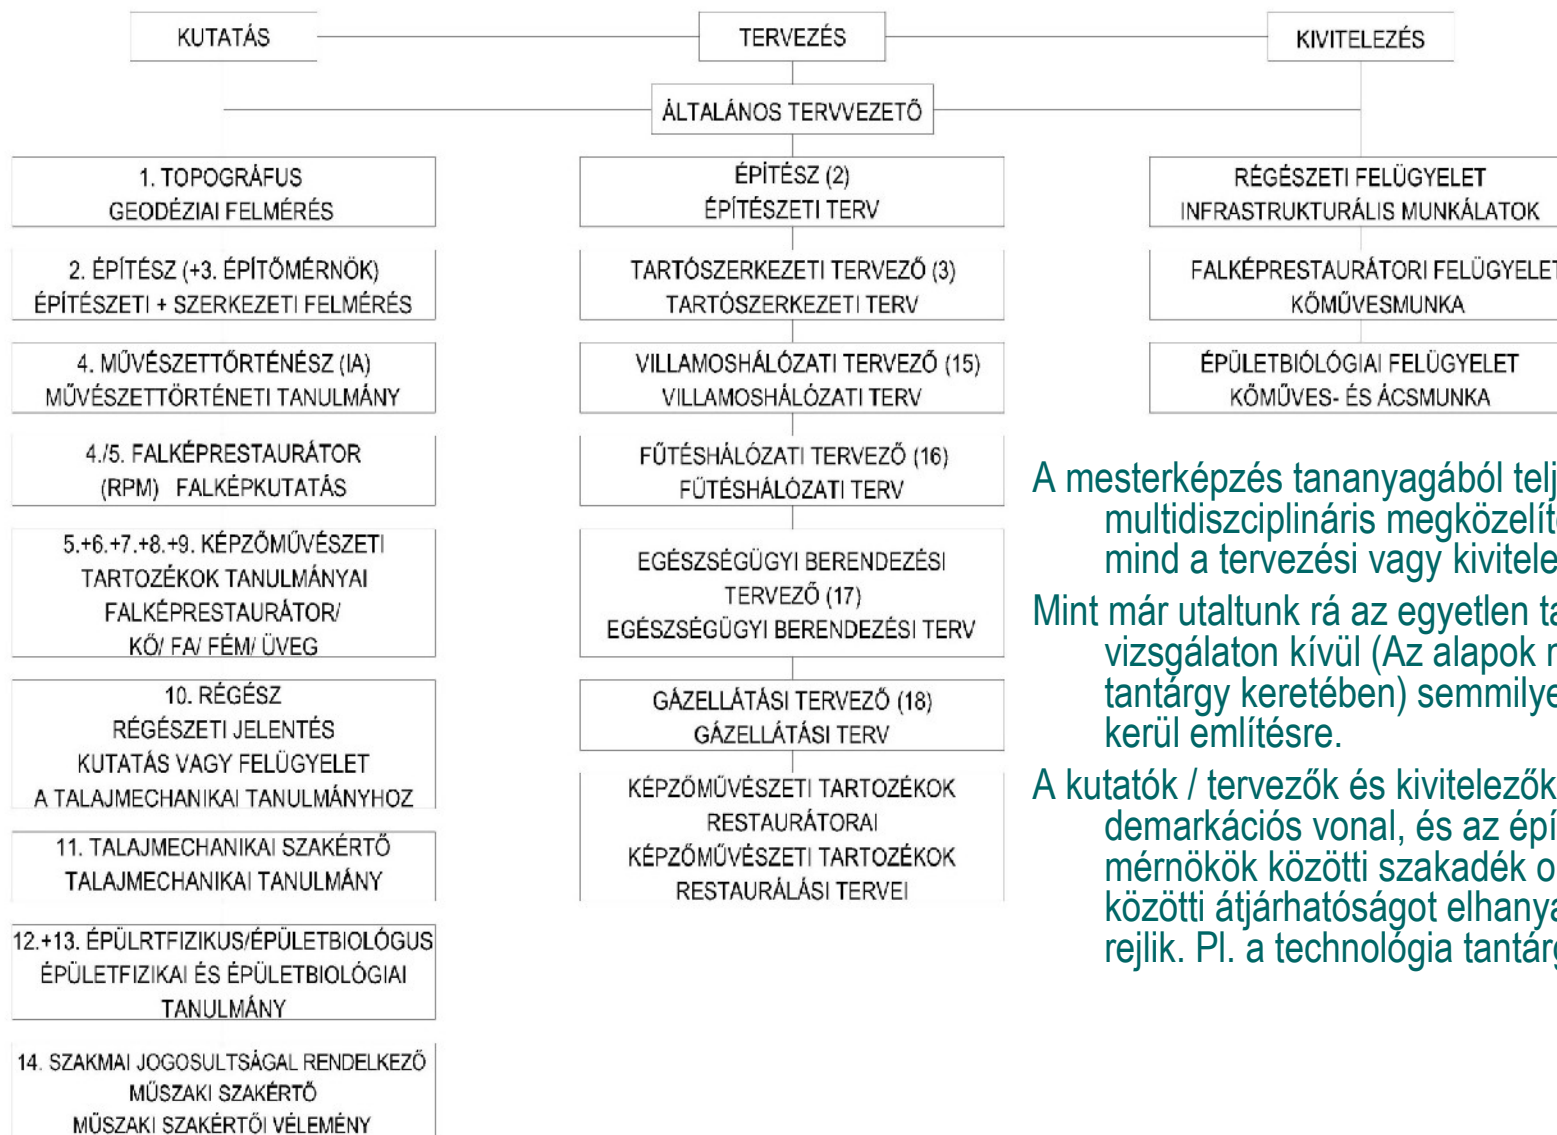 KUTATÁS
TERVEZÉS
KIVITELEZÉS
ÁLTALÁNOS TERVVEZETŐ
1. TOPOGRÁFUS
GEODÉZIAI FELMÉRÉS
2. ÉPÍTÉSZ (+3. ÉPÍTŐMÉRNÖK)
ÉPÍTÉSZETI + SZERKEZETI FELMÉRÉS
4. MŰVÉSZETTÖRTÉNÉSZ (IA)
MŰVÉSZETTÖRTÉNETI TANULMÁNY
4./5. FALKÉPRESTAURÁTOR
(RPM) FALKÉPKUTATÁS
5.+6.+7.+8.+9. KÉPZŐMŰVÉSZETI
TARTOZÉKOK TANULMÁNYAI
FALKÉPRESTAURÁTOR/
KŐ/ FA/ FÉM/ ÜVEG
10. RÉGÉSZ
RÉGÉSZETI JELENTÉS
KUTATÁS VAGY FELÜGYELET
A TALAJMECHANIKAI TANULMÁNYHOZ
11. TALAJMECHANIKAI SZAKÉRTŐ
TALAJMECHANIKAI TANULMÁNY
12.+13. ÉPÜLRTFIZIKUS/ÉPÜLETBIOLÓGUS
ÉPÜLETFIZIKAI ÉS ÉPÜLETBIOLÓGIAI
TANULMÁNY
14. SZAKMAI JOGOSULTSÁGAL RENDELKEZŐ
MŰSZAKI SZAKÉRTŐ
MŰSZAKI SZAKÉRTŐI VÉLEMÉNY
ÉPÍTÉSZ (2)
ÉPÍTÉSZETI TERV
TARTÓSZERKEZETI TERVEZŐ (3)
TARTÓSZERKEZETI TERV
VILLAMOSHÁLÓZATI TERVEZŐ (15)
VILLAMOSHÁLÓZATI TERV
FŰTÉSHÁLÓZATI TERVEZŐ (16)
FŰTÉSHÁLÓZATI TERV
EGÉSZSÉGÜGYI BERENDEZÉSI
TERVEZŐ (17)
EGÉSZSÉGÜGYI BERENDEZÉSI TERV
GÁZELLÁTÁSI TERVEZŐ (18)
GÁZELLÁTÁSI TERV
KÉPZŐMŰVÉSZETI TARTOZÉKOK
RESTAURÁTORAI
KÉPZŐMŰVÉSZETI TARTOZÉKOK
RESTAURÁLÁSI TERVEI
RÉGÉSZETI FELÜGYELET
INFRASTRUKTURÁLIS MUNKÁLATOK
FALKÉPRESTAURÁTORI FELÜGYELET
KŐMŰVESMUNKA
ÉPÜLETBIÓLÓGIAI FELÜGYELET
KŐMŰVES- ÉS ÁCSMUNKA
A mesterképzés tananyagából telj
multidiszciplináris megközelít
mind a tervezési vagy kivitele
Mint már utaltunk rá az egyetlen ta
vizsgálaton kívül (Az alapok
tantárgy keretében) semmilye
kerül említésre.
A kutatók / tervezők és kivitelezők
demarkációs vonal, és az épí
mérnökök közötti szakadék o
közötti átjárhatóságot elhanya
rejlik. Pl. a technológia tantár